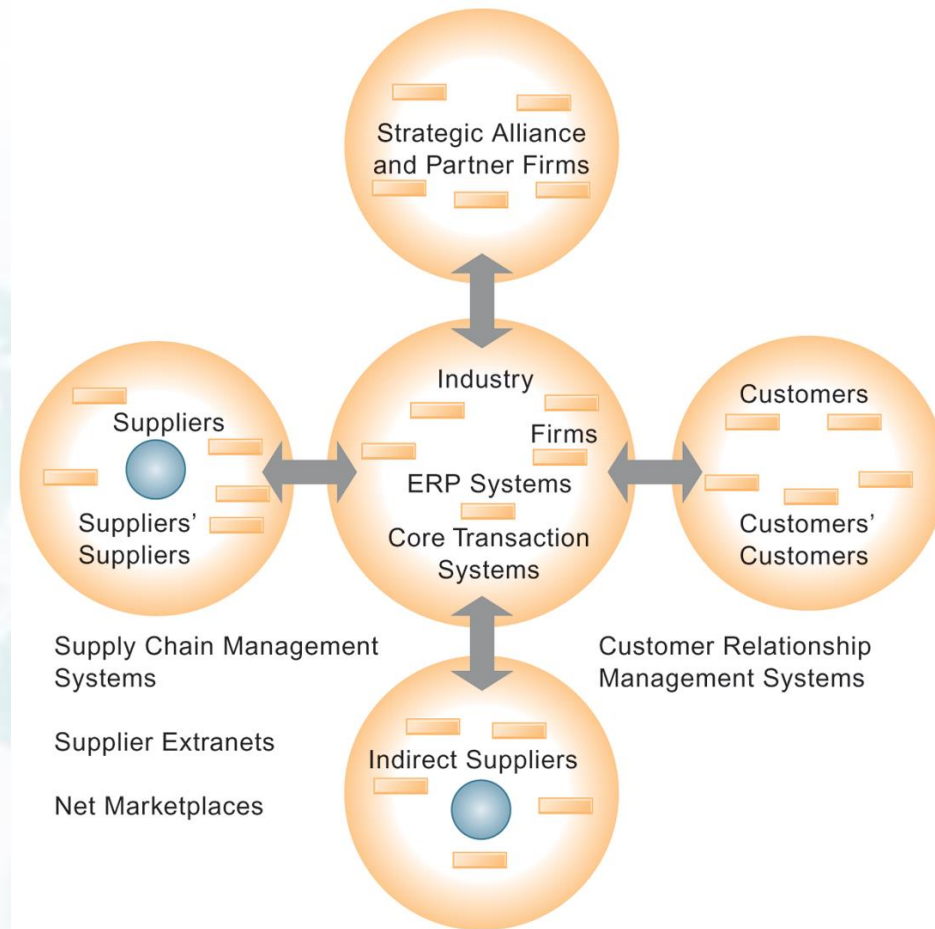 Strategic Alliance
and Partner Firms
Industry
Firms
ERP Systems
Core Transaction
Systems
Suppliers
Suppliers’
Suppliers
Customers
Customers’
Customers
Supply Chain Management
Systems
Supplier Extranets
Net Marketplaces
Customer Relationship
Management Systems
Indirect Suppliers